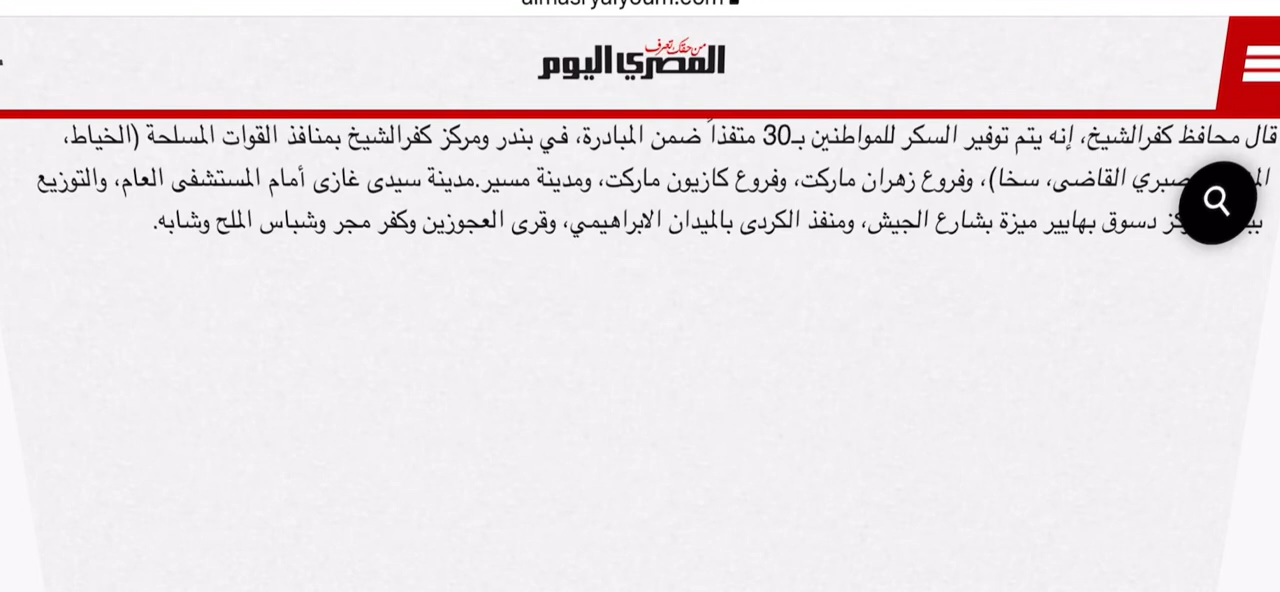 almasryalyoum.com
من حقك تعرف
المصري اليوم
قال محافظ كفرالشيخ، إنه يتم توفير السكر للمواطنين بـ30 متفذاً ضمن المبادرة، في بندر ومركز كفرالشيخ بمنافذ القوات المسلحة (الخياط،
صبري القاضى، سخا)، وفروع زهران ماركت، وفروع كازيون ماركت، ومدينة مسير.مدينة سيدى غازى أمام المستشفى العام، والتوزيع
دسوق بهايير ميزة بشارع الجيش، ومنفذ الكردى بالميدان الابراهيمي، وقرى العجوزين وكفر مجر وشباس الملح وشابه.